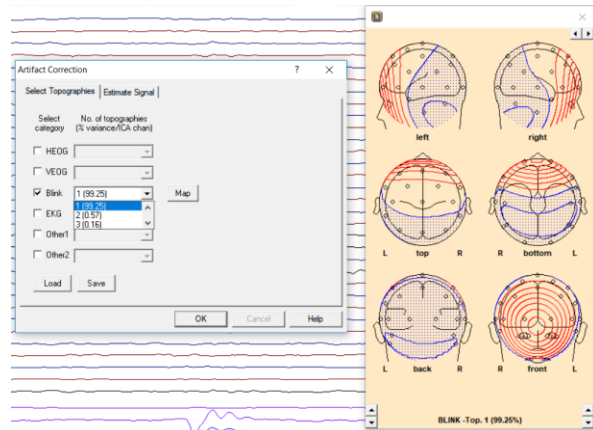 Artifact Correction
? ×
Select Topographies Estimate Signal
Select category
No. of topographies
(% variance/ICA chan)
HEOG
VEOG
Blink 1 (99.25) Map
1 (99.25)
2 (0.57)
3 (0.16)
EKG
Other1
Other2
Load Save
OK Cancel Help
left right
L top R R bottom L
L back R R front L
BLINK -Top. 1 (99.25%)